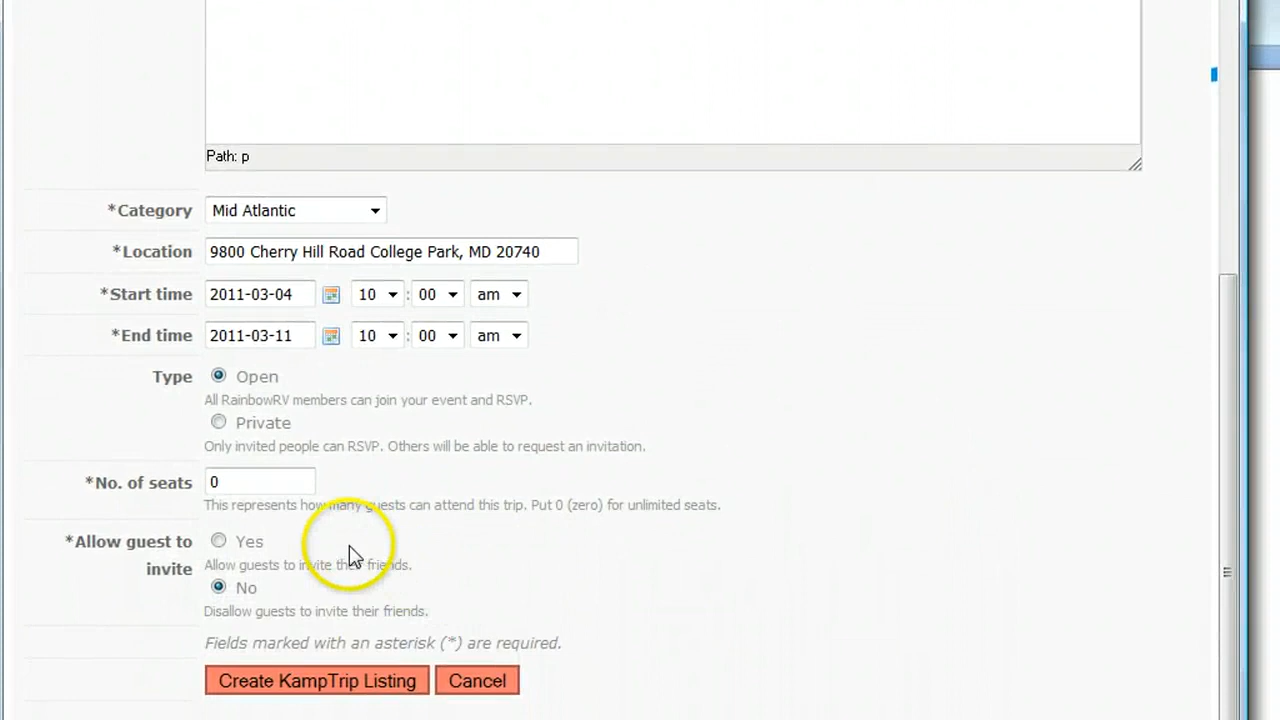 Path: p
*Category Mid Atlantic
*Location 9800 Cherry Hill Road College Park, MD 20740
*Start time 2011-03-04 10 : 00 am
*End time 2011-03-11 10 : 00 am
Type Open
All RainbowRV members can join your event and RSVP.
Private
Only invited people can RSVP. Others will be able to request an invitation.
*No. of seats 0
This represents how many guests can attend this trip. Put 0 (zero) for unlimited seats.
*Allow guest to invite Yes
Allow guests to invite their friends.
No
Disallow guests to invite their friends.
Fields marked with an asterisk (*) are required.
Create KampTrip Listing Cancel